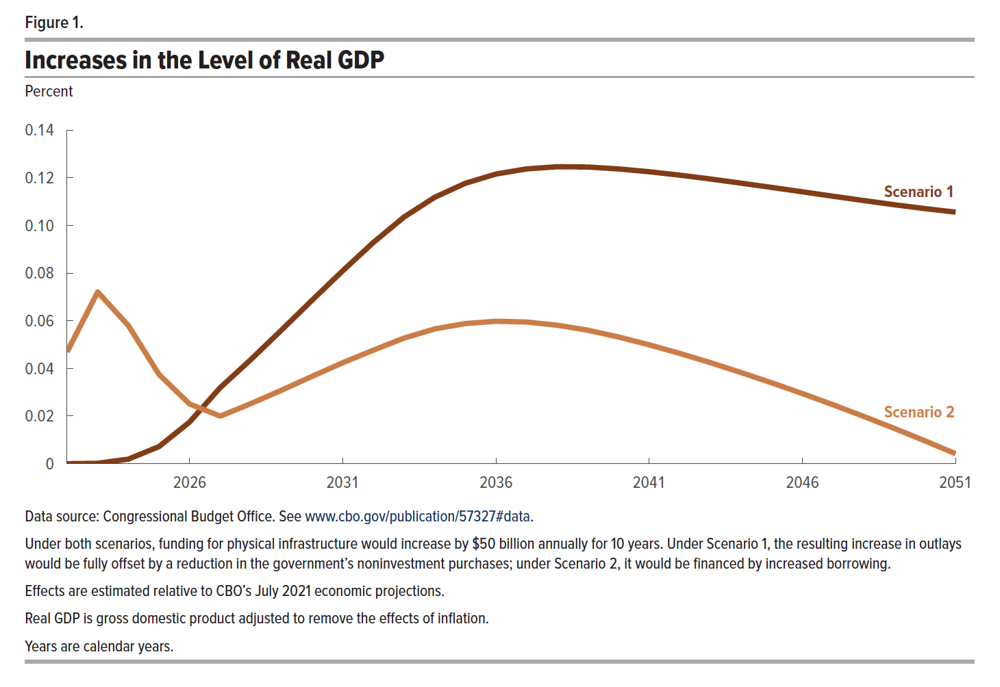 Figure 1.
Increases in the Level of Real GDP
Percent
0.14
0.12
0.10
0.08
0.06
0.04
0.02
0
Scenario 1
Scenario 2
2026 2031 2036 2041 2046 2051
Data source: Congressional Budget Office. See www.cbo.gov/publication/57327#data.
Under both scenarios, funding for physical infrastructure would increase by $50 billion annually for 10 years. Under Scenario 1, the resulting increase in outlays
would be fully offset by a reduction in the government’s noninvestment purchases; under Scenario 2, it would be financed by increased borrowing.
Effects are estimated relative to CBO’s July 2021 economic projections.
Real GDP is gross domestic product adjusted to remove the effects of inflation.
Years are calendar years.